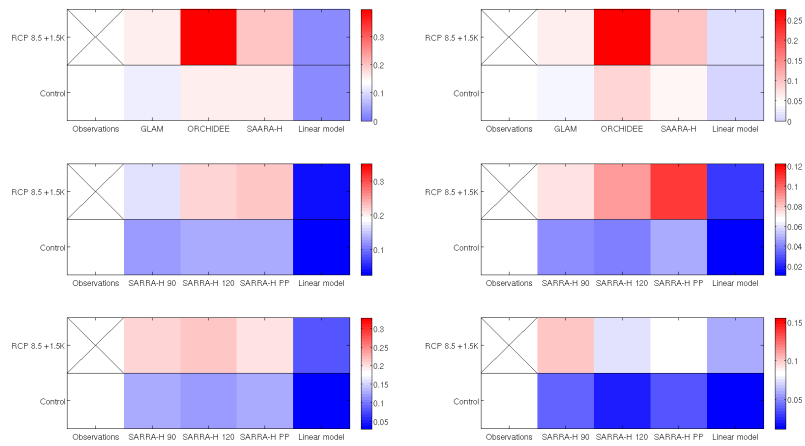 RCP 8.5 +1.5K
Control
Observations GLAM ORCHIDEE SAARA-H Linear model
0.3
0.2
0.1
0
RCP 8.5 +1.5K
Control
Observations GLAM ORCHIDEE SAARA-H Linear model
0.25
0.2
0.15
0.1
0.05
0
RCP 8.5 +1.5K
Control
Observations SARRA-H 90 SARRA-H 120 SARRA-H PP Linear model
0.3
0.2
0.1
RCP 8.5 +1.5K
Control
Observations SARRA-H 90 SARRA-H 120 SARRA-H PP Linear model
0.12
0.1
0.08
0.06
0.04
0.02
RCP 8.5 +1.5K
Control
Observations SARRA-H 90 SARRA-H 120 SARRA-H PP Linear model
0.3
0.25
0.2
0.15
0.1
0.05
RCP 8.5 +1.5K
Control
Observations SARRA-H 90 SARRA-H 120 SARRA-H PP Linear model
0.15
0.1
0.05